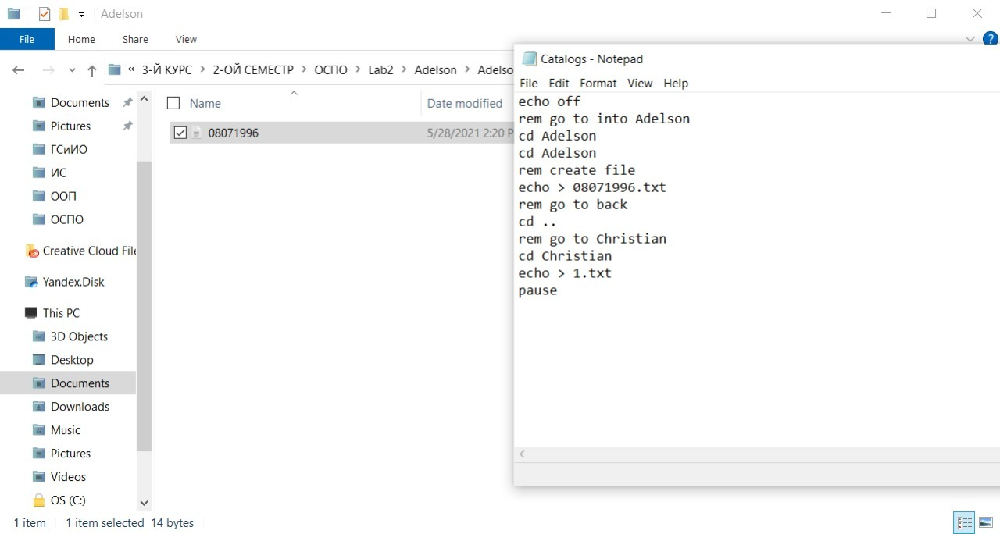 Adelson
File Home Share View
« 3-Й КУРС > 2-ОЙ СЕМЕСТР > ОСПО > Lab2 > Adelson > Adelso
Name Date modified
08071996 5/28/2021 2:20 P
Documents
Pictures
ГСиИО
ИС
ООП
ОСПО
Creative Cloud File
Yandex.Disk
This PC
3D Objects
Desktop
Documents
Downloads
Music
Pictures
Videos
OS (C:)
1 item 1 item selected 14 bytes
?
Catalogs - Notepad
File Edit Format View Help
echo off
rem go to into Adelson
cd Adelson
cd Adelson
rem create file
echo > 08071996.txt
rem go to back
cd ..
rem go to Christian
cd Christian
echo > 1.txt
pause